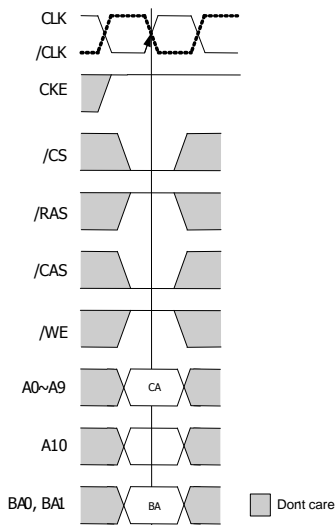 CLK
/CLK
CKE
/CS
/RAS
/CAS
/WE
A0~A9
CA
A10
BA0, BA1
BA
Dont care